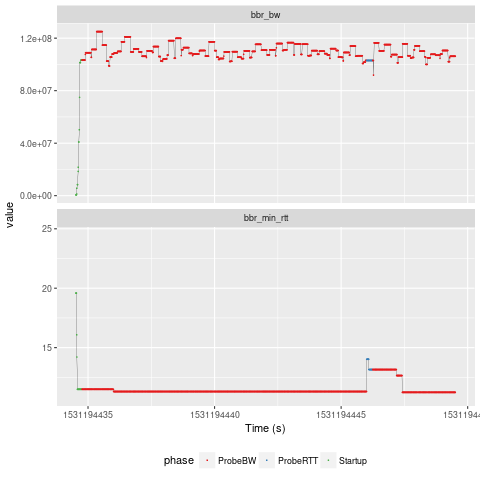 bbr_bw
1.2e+08
8.0e+07
4.0e+07
0.0e+00
value
bbr_min_rtt
25
20
15
1531194435
1531194440
1531194445
15311944
Time (s)
phase ProbeBW ProbeRTT Startup